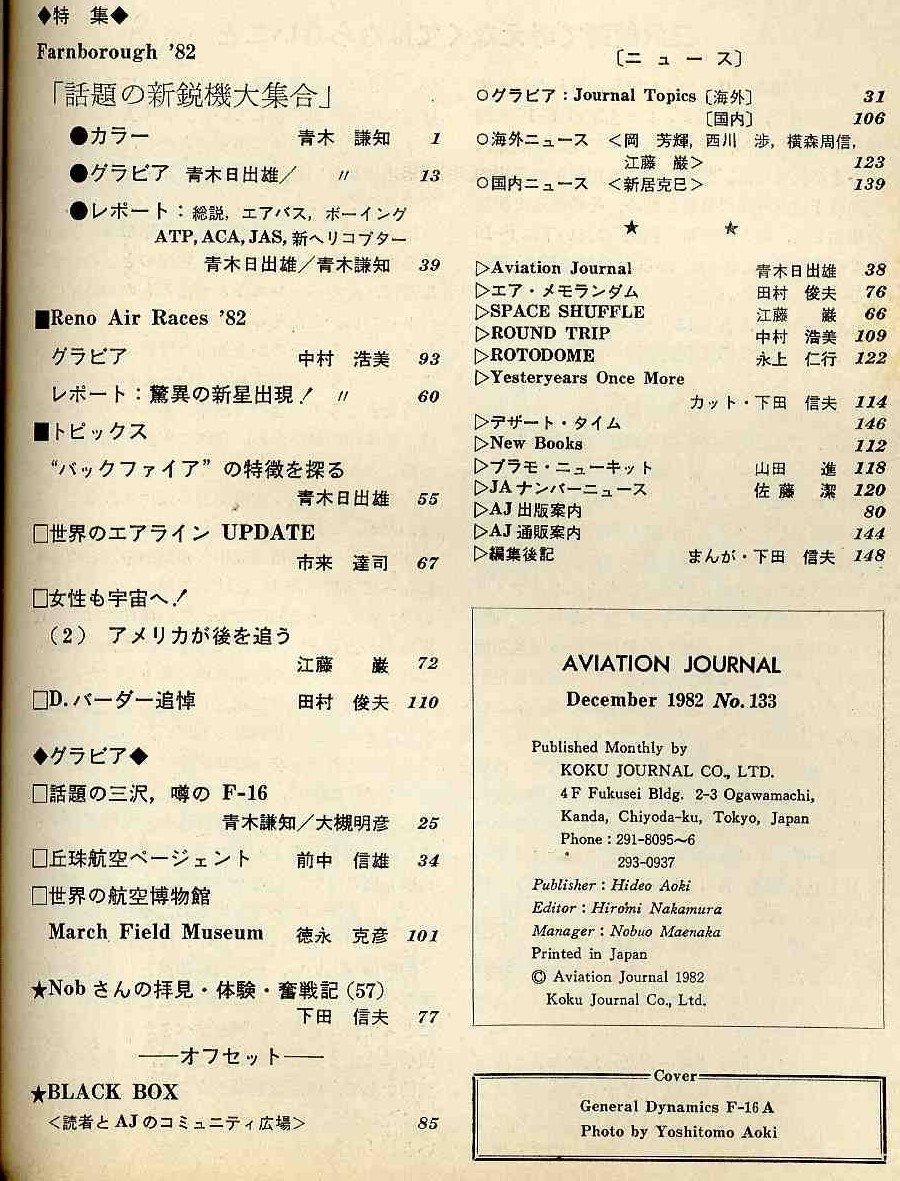 ◆特 集◆
Farnborough '82
「話題の新鋭機大集合」
●カラー 青木 謙知 1
●グラビア 青木日出雄／ 〃 13
●レポート：総説，エアバス，ボーイング
ATP, ACA, JAS, 新ヘリコプター
青木日出雄／青木謙知 39
■Reno Air Races '82
グラビア 中村 浩美 93
レポート：驚異の新星出現！ 〃 60
■トピックス
“バックファイア”の特徴を探る
青木日出雄 55
□世界のエアライン UPDATE
市来 達司 67
□女性も宇宙へ！
（2） アメリカが後を追う
江藤 巌 72
□D.バーダー追悼 田村 俊夫 110
◆グラビア◆
□話題の三沢，噂の F-16
青木謙知／大槻明彦 25
□丘珠航空ページェント 前中 信雄 34
□世界の航空博物館
March Field Museum 徳永 克彦 101
★Nobさんの拝見・体験・奮戦記(57)
下田 信夫 77
——オフセット——
★BLACK BOX
＜読者とAJのコミュニティ広場＞ 85
〔ニ ュ ー ス〕
○グラビア：Journal Topics〔海外〕 31
〔国内〕 106
○海外ニュース ＜岡 芳輝，西川 渉，横森周信，
江藤 巌＞ 123
○国内ニュース ＜新居克巳＞ 139
★ ★
▷Aviation Journal 青木日出雄 38
▷エア・メモランダム 田村 俊夫 76
▷SPACE SHUFFLE 江藤 巌 66
▷ROUND TRIP 中村 浩美 109
▷ROTODOME 永上 仁行 122
▷Yesteryears Once More
カット・下田 信夫 114
▷デザート・タイム 146
▷New Books 112
▷プラモ・ニューキット 山田 進 118
▷JAナンバーニュース 佐藤 潔 120
▷AJ出版案内 80
▷AJ通販案内 144
▷編集後記 まんが・下田 信夫 148
AVIATION JOURNAL
December 1982 No. 133
Published Monthly by
KOKU JOURNAL CO., LTD.
4F Fukusei Bldg. 2-3 Ogawamachi,
Kanda, Chiyoda-ku, Tokyo, Japan
Phone : 291-8095〜6
293-0937
Publisher : Hideo Aoki
Editor : Hiromi Nakamura
Manager : Nobuo Maenaka
Printed in Japan
© Aviation Journal 1982
Koku Journal Co., Ltd.
Cover
General Dynamics F-16A
Photo by Yoshitomo Aoki